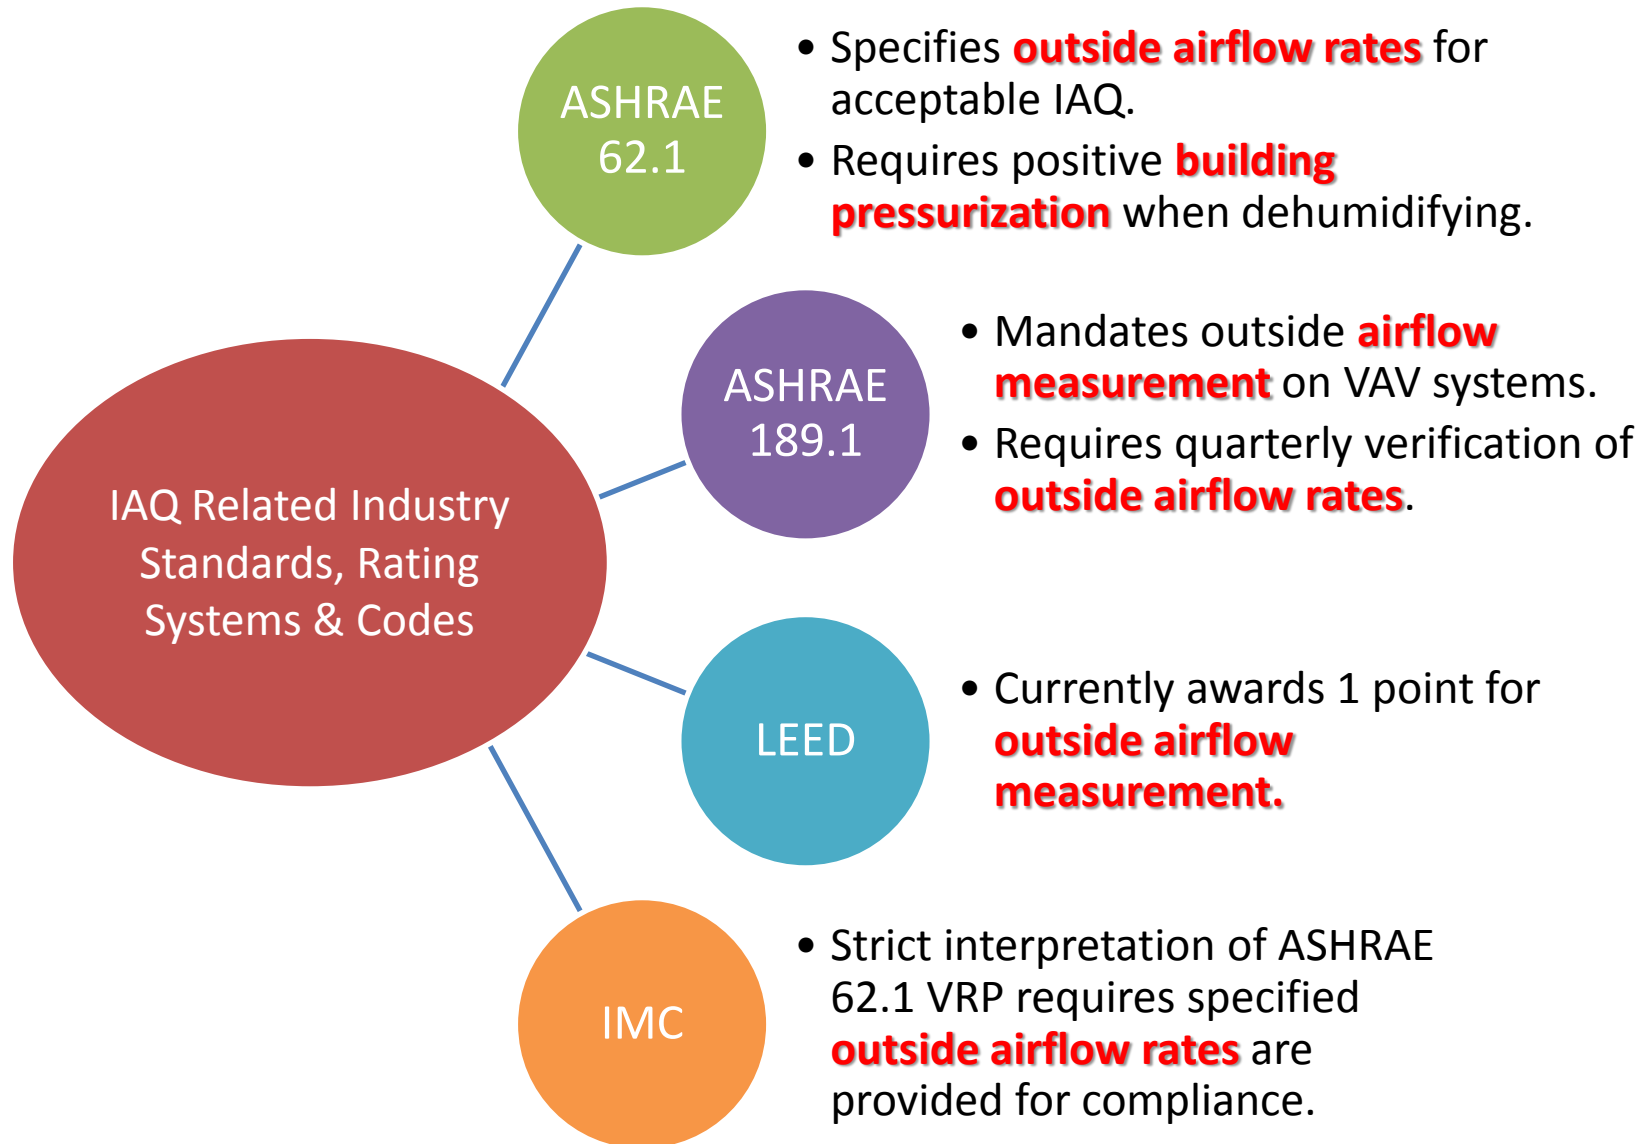 IAQ Related Industry
Standards, Rating
Systems & Codes
ASHRAE
62.1
• Specifies outside airflow rates for
acceptable IAQ.
• Requires positive building
pressurization when dehumidifying.
ASHRAE
189.1
• Mandates outside airflow
measurement on VAV systems.
• Requires quarterly verification of
outside airflow rates.
LEED
• Currently awards 1 point for
outside airflow
measurement.
IMC
• Strict interpretation of ASHRAE
62.1 VRP requires specified
outside airflow rates are
provided for compliance.